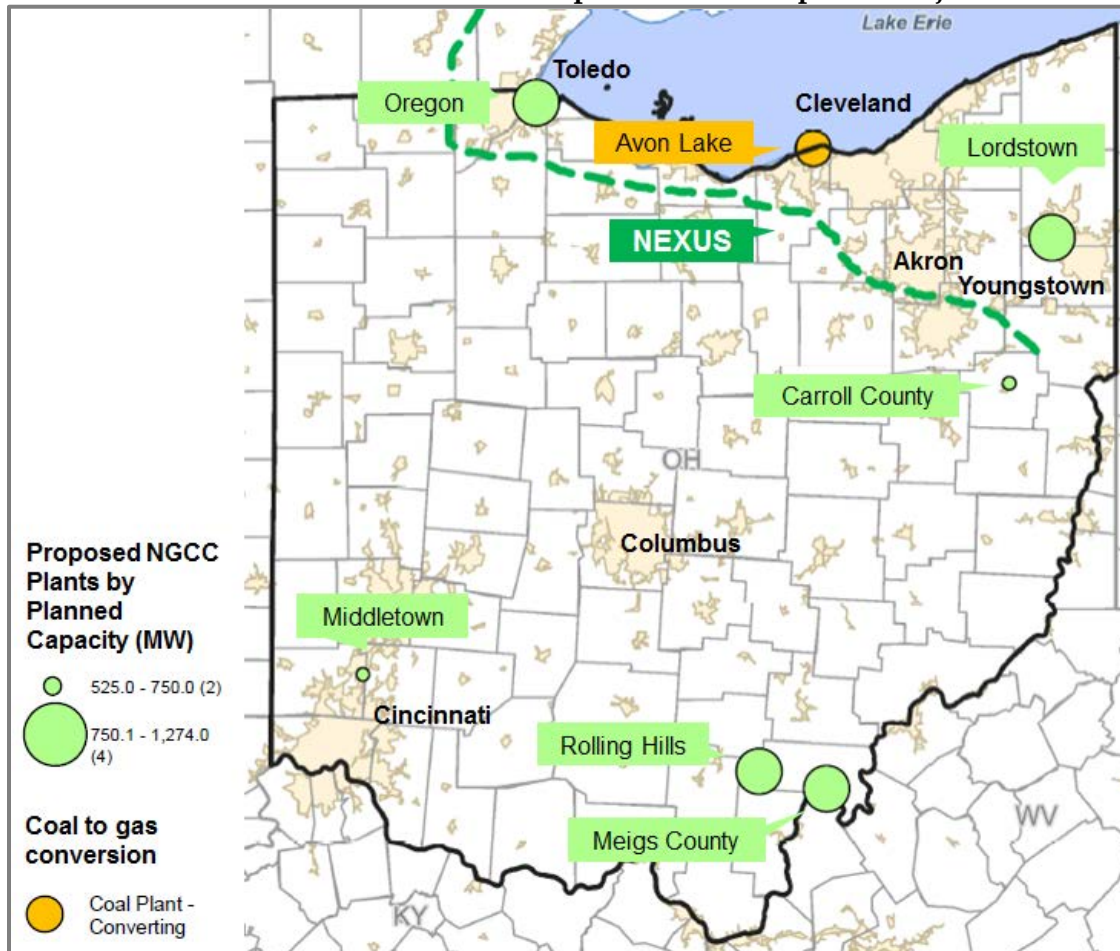 Lake Erie
Toledo
Oregon
Cleveland
Avon Lake
Lordstown
NEXUS
Akron
Youngstown
Carroll County
OH
Columbus
Proposed NGCC
Plants by
Planned
Capacity (MW)
525.0 - 750.0 (2)
750.1 - 1,274.0
(4)
Middletown
Cincinnati
Rolling Hills
Meigs County
WV
KY
Coal to gas
conversion
Coal Plant -
Converting